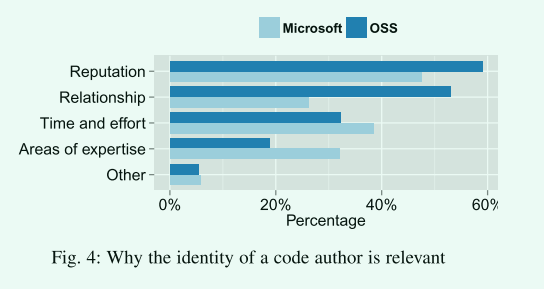 Microsoft OSS
Reputation
Relationship
Time and effort
Areas of expertise
Other
0% 20% 40% 60%
Percentage
Fig. 4: Why the identity of a code author is relevant